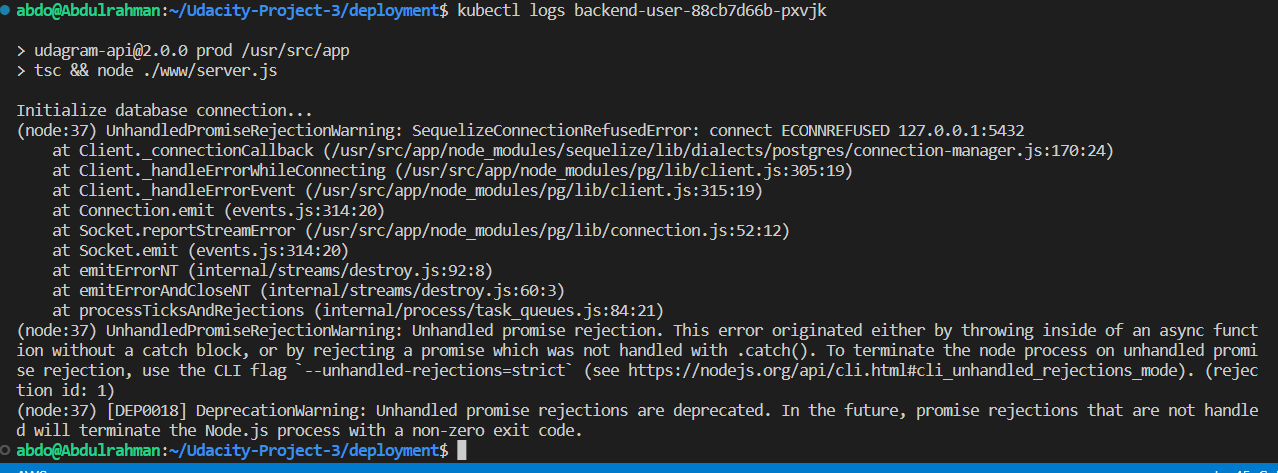 abdo@Abdulrahman:~/Udacity-Project-3/deployment$ kubectl logs backend-user-88cb7d66b-pxvjk
> udagram-api@2.0.0 prod /usr/src/app
> tsc && node ./www/server.js
Initialize database connection...
(node:37) UnhandledPromiseRejectionWarning: SequelizeConnectionRefusedError: connect ECONNREFUSED 127.0.0.1:5432
    at Client._connectionCallback (/usr/src/app/node_modules/sequelize/lib/dialects/postgres/connection-manager.js:170:24)
    at Client._handleErrorWhileConnecting (/usr/src/app/node_modules/pg/lib/client.js:305:19)
    at Client._handleErrorEvent (/usr/src/app/node_modules/pg/lib/client.js:315:19)
    at Connection.emit (events.js:314:20)
    at Socket.reportStreamError (/usr/src/app/node_modules/pg/lib/connection.js:52:12)
    at Socket.emit (events.js:314:20)
    at emitErrorNT (internal/streams/destroy.js:92:8)
    at emitErrorAndCloseNT (internal/streams/destroy.js:60:3)
    at processTicksAndRejections (internal/process/task_queues.js:84:21)
(node:37) UnhandledPromiseRejectionWarning: Unhandled promise rejection. This error originated either by throwing inside of an async funct
ion without a catch block, or by rejecting a promise which was not handled with .catch(). To terminate the node process on unhandled promi
se rejection, use the CLI flag `--unhandled-rejections=strict` (see https://nodejs.org/api/cli.html#cli_unhandled_rejections_mode). (rejec
tion id: 1)
(node:37) [DEP0018] DeprecationWarning: Unhandled promise rejections are deprecated. In the future, promise rejections that are not handle
d will terminate the Node.js process with a non-zero exit code.
abdo@Abdulrahman:~/Udacity-Project-3/deployment$